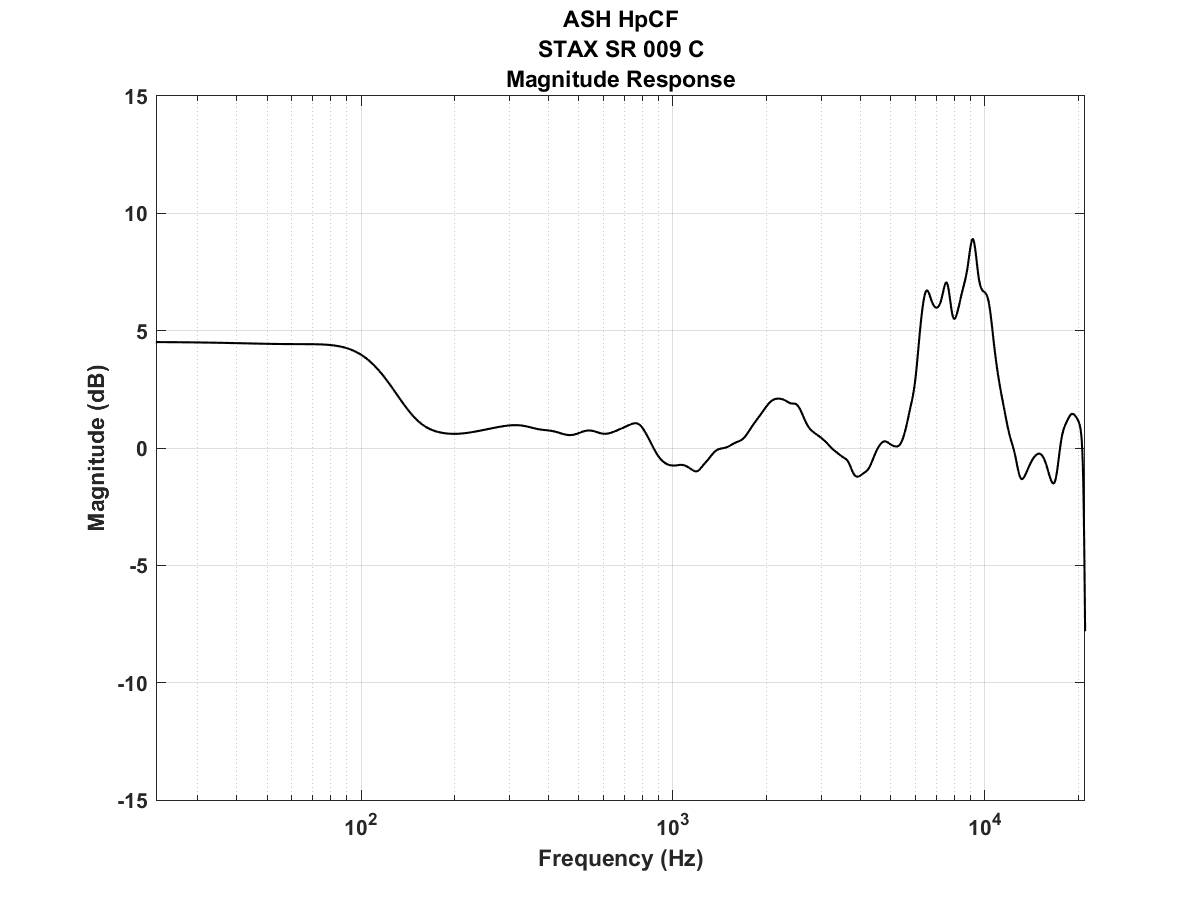 ASH HpCF
STAX SR 009 C
Magnitude Response
15
10
5
0
-5
-10
-15
Magnitude (dB)
10² 10³ 10⁴
Frequency (Hz)